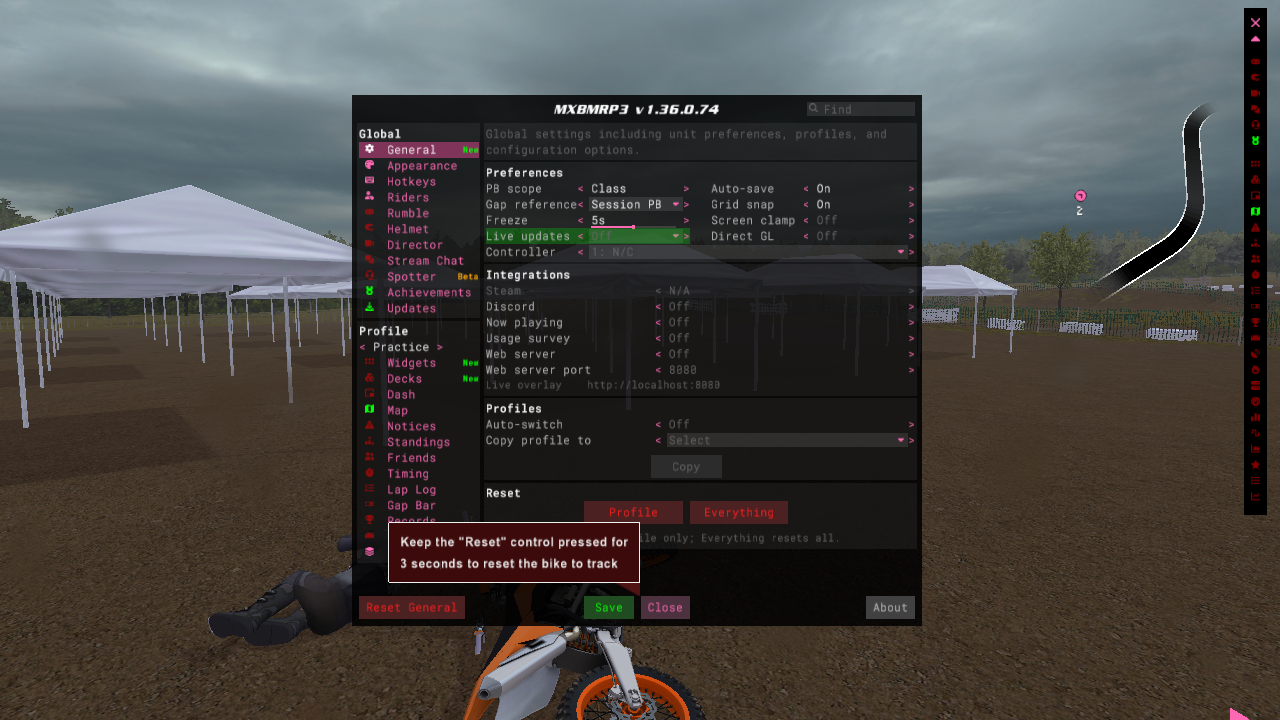 MXBMRP3 v1.36.0.74
Find
Global
General New
Appearance
Hotkeys
Riders
Rumble
Helmet
Director
Stream Chat
Spotter Beta
Achievements
Updates
Profile
< Practice >
Widgets New
Decks New
Dash
Map
Notices
Standings
Friends
Timing
Lap Log
Gap Bar
Records
Global settings including unit preferences, profiles, and
configuration options.
Preferences
PB scope < Class > Auto-save < On >
Gap reference< Session PB > Grid snap < On >
Freeze < 5s > Screen clamp < Off >
Live updates < Off > Direct GL < Off >
Controller < 1: N/C >
Integrations
Steam < N/A >
Discord < Off >
Now playing < Off >
Usage survey < Off >
Web server < Off >
Web server port < 8080 >
Live overlay http://localhost:8080
Profiles
Auto-switch < Off >
Copy profile to < Select >
Copy
Reset
Profile Everything
only; Everything resets all.
Keep the "Reset" control pressed for
3 seconds to reset the bike to track
Reset General Save Close About
2